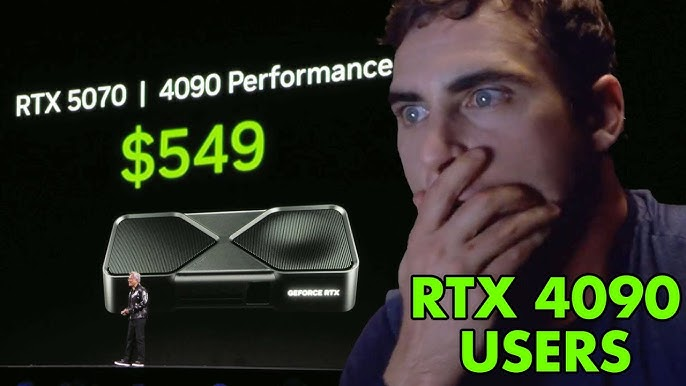 RTX 5070 | 4090 Performance
$549
GEFORCE RTX
RTX 4090
USERS